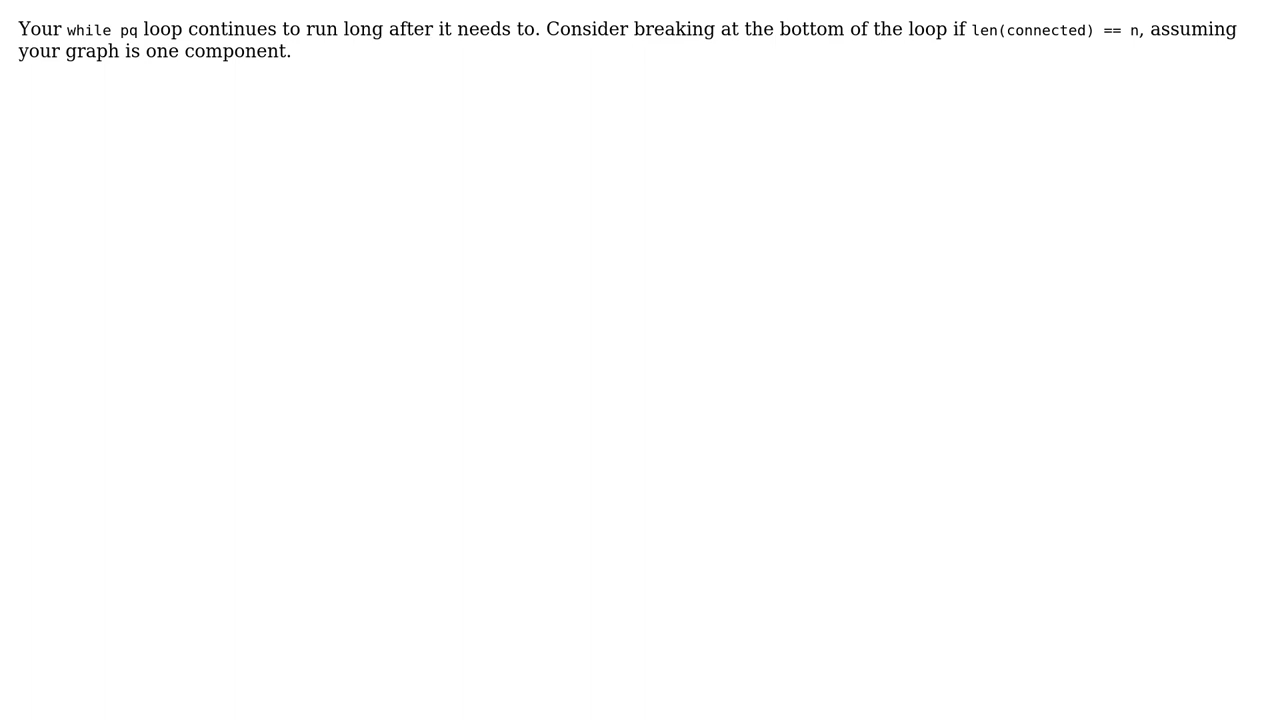 Your while pq loop continues to run long after it needs to. Consider breaking at the bottom of the loop if len(connected) == n, assuming
your graph is one component.